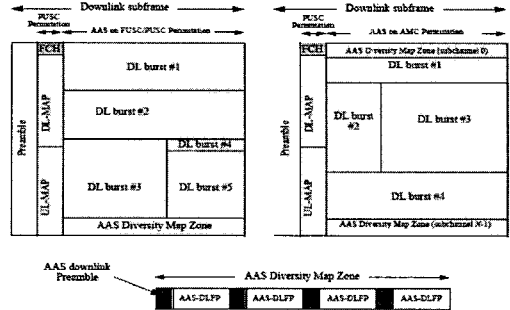 Downlink subframe
PUSC
Permutation
AAS on FUSC/PUSC Permutation
FCH
Preamble
DL-MAP
UL-MAP
DL burst #1
DL burst #2
DL burst #3
DL burst #4
DL burst #5
AAS Diversity Map Zone
Downlink subframe
PUSC
Permutation
AAS on AMC Permutation
FCH
Preamble
DL-MAP
UL-MAP
AAS Diversity Map Zone (subchannel 0)
DL burst #1
DL burst
#2
DL burst #3
DL burst #4
AAS Diversity Map Zone (subchannel N-1)
AAS downlink
Preamble
AAS Diversity Map Zone
AAS-DLFP
AAS-DLFP
AAS-DLFP
AAS-DLFP